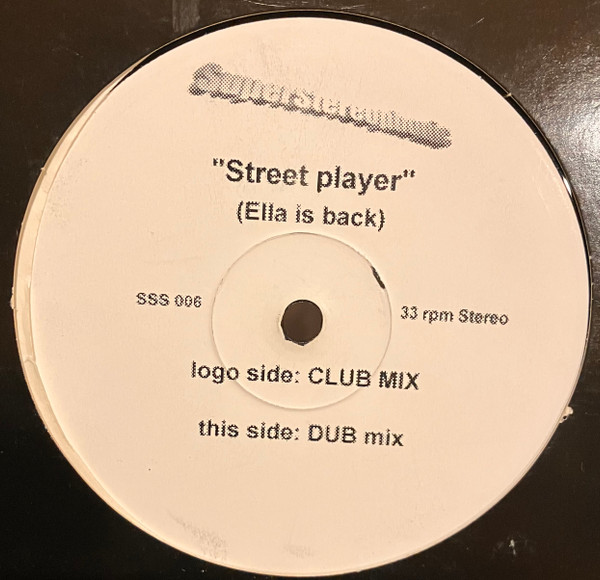 "Street player"
(Ella is back)
SSS 006
33 rpm Stereo
logo side: CLUB MIX
this side: DUB mix